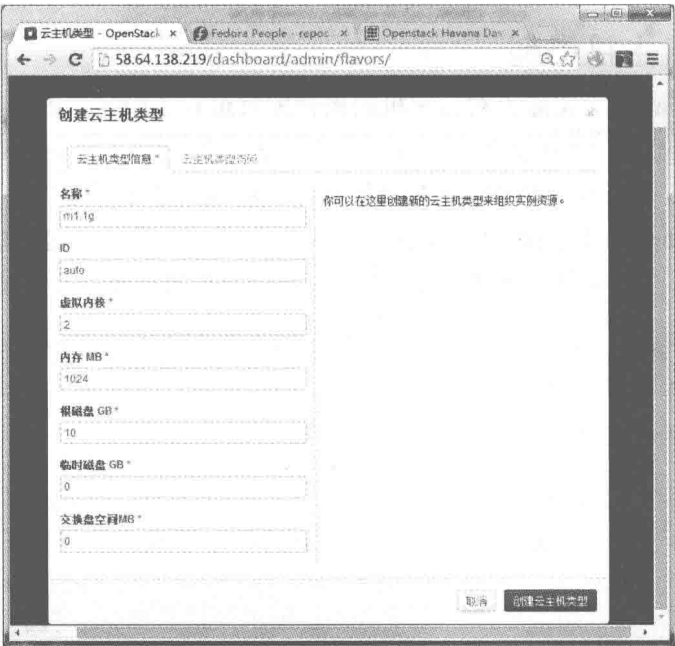 云主机类型 - OpenStack ×
Fedora People - repos ×
Openstack Havana Das ×
58.64.138.219/dashboard/admin/flavors/
创建云主机类型
云主机类型信息 *
名称 *
m1.1g
ID
auto
虚拟内核 *
2
内存 MB *
1024
根磁盘 GB *
10
临时磁盘 GB *
0
交换盘空间MB *
0
你可以在这里创建新的云主机类型来组织实例资源。
取消
创建云主机类型